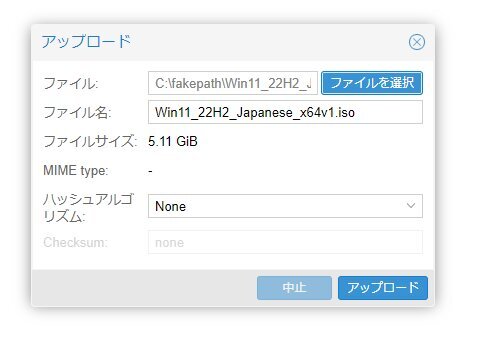 アップロード
ファイル: C:\fakepath\Win11_22H2_J ファイルを選択
ファイル名: Win11_22H2_Japanese_x64v1.iso
ファイルサイズ: 5.11 GiB
MIME type: -
ハッシュアルゴ
リズム: None
Checksum: none
中止 アップロード